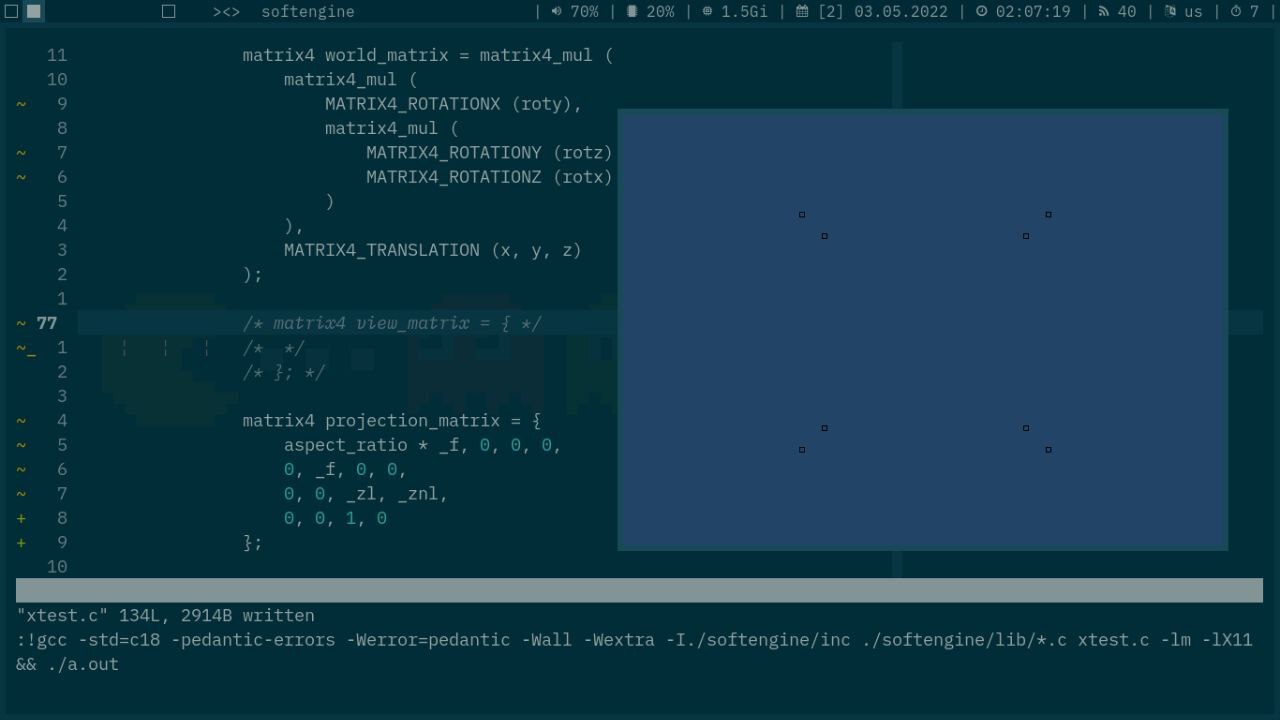 ><> softengine | 70% | 20% | 1.5Gi | [2] 03.05.2022 | 02:07:19 | 40 | us | 7 |
11 matrix4 world_matrix = matrix4_mul (
10 matrix4_mul (
~ 9 MATRIX4_ROTATIONX (roty),
8 matrix4_mul (
~ 7 MATRIX4_ROTATIONY (rotz)
~ 6 MATRIX4_ROTATIONZ (rotx)
5 )
4 ),
3 MATRIX4_TRANSLATION (x, y, z)
2 );
1
~ 77 /* matrix4 view_matrix = { */
~_ 1 ¦ ¦ ¦ /* */
2 /* }; */
3
~ 4 matrix4 projection_matrix = {
~ 5 aspect_ratio * _f, 0, 0, 0,
~ 6 0, _f, 0, 0,
~ 7 0, 0, _zl, _znl,
+ 8 0, 0, 1, 0
+ 9 };
10
"xtest.c" 134L, 2914B written
:!gcc -std=c18 -pedantic-errors -Werror=pedantic -Wall -Wextra -I./softengine/inc ./softengine/lib/*.c xtest.c -lm -lX11
&& ./a.out